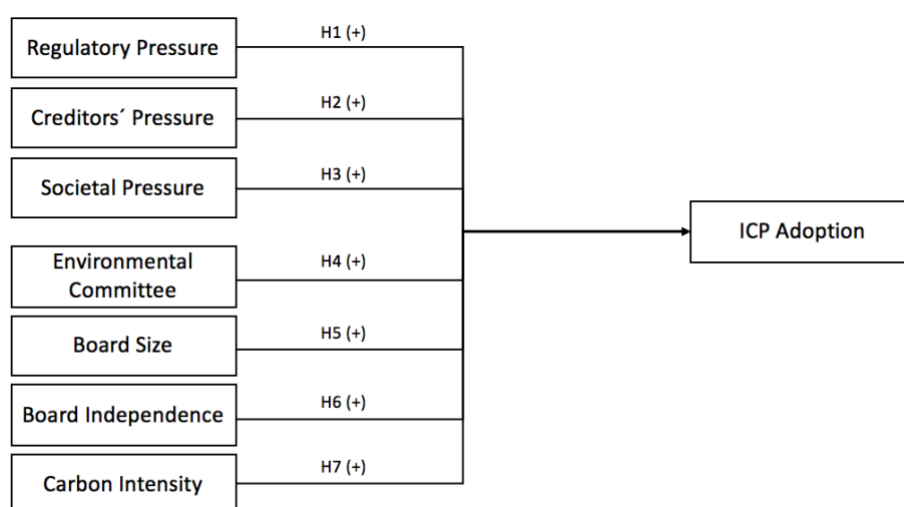 Regulatory Pressure
H1 (+)
Creditors´ Pressure
H2 (+)
Societal Pressure
H3 (+)
ICP Adoption
Environmental
Committee
H4 (+)
Board Size
H5 (+)
Board Independence
H6 (+)
Carbon Intensity
H7 (+)